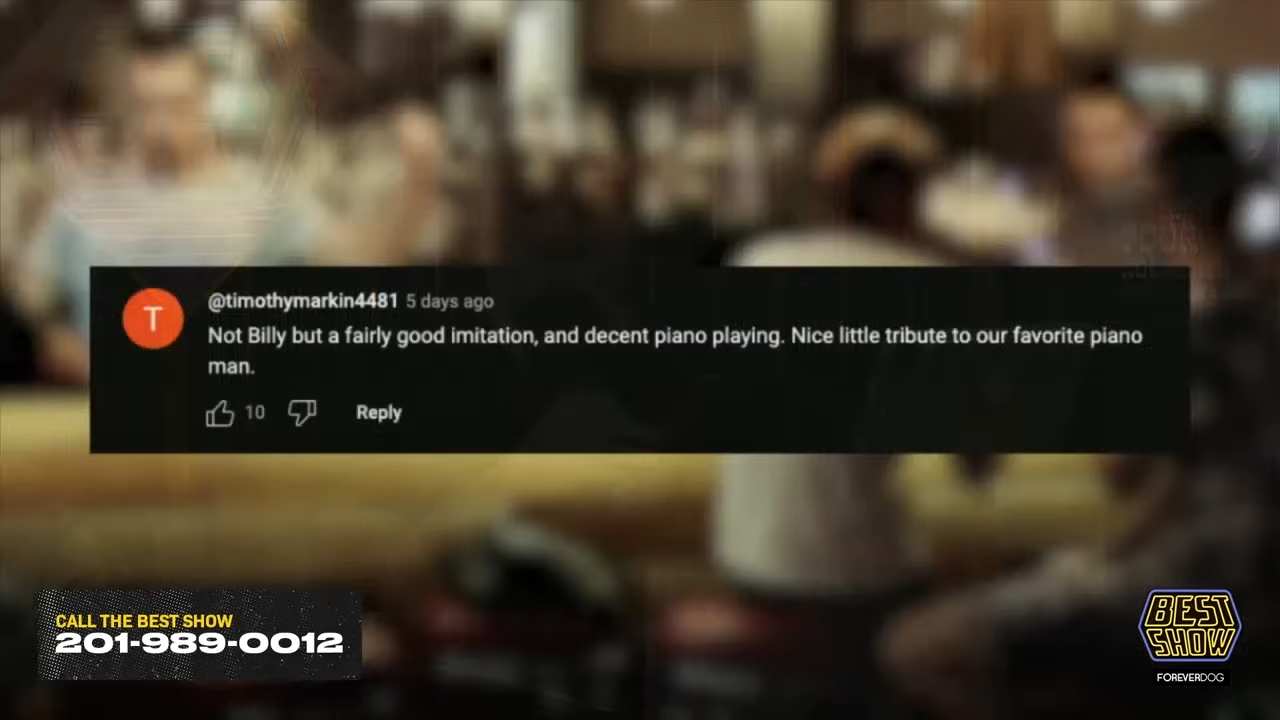 @timothymarkin4481 5 days ago
Not Billy but a fairly good imitation, and decent piano playing. Nice little tribute to our favorite piano
man.
10 Reply
CALL THE BEST SHOW
201-989-0012
BEST
SHOW
FOREVERDOG